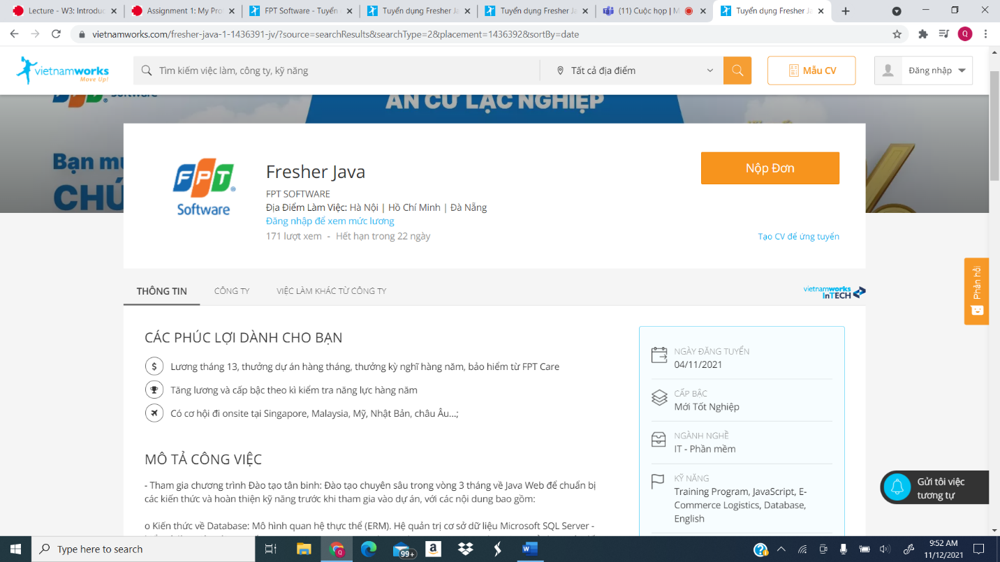 Lecture - W3: Introduc
Assignment 1: My Pro
FPT Software - Tuyển
Tuyển dụng Fresher Ja
Tuyển dụng Fresher Ja
(11) Cuộc họp | M
Tuyển dụng Fresher Ja
vietnamworks.com/fresher-java-1-1436391-jv/?source=searchResults&searchType=2&placement=1436392&sortBy=date
Q
vietnamworks
Move Up!
Tìm kiếm việc làm, công ty, kỹ năng
Tất cả địa điểm
Mẫu CV
Đăng nhập
Software
AN CƯ LẠC NGHIỆP
Bạn mu
CHÚ
FPT
Software
Fresher Java
FPT SOFTWARE
Địa Điểm Làm Việc: Hà Nội | Hồ Chí Minh | Đà Nẵng
Đăng nhập để xem mức lương
171 lượt xem - Hết hạn trong 22 ngày
Nộp Đơn
Tạo CV để ứng tuyển
Phản hồi
THÔNG TIN
CÔNG TY
VIỆC LÀM KHÁC TỪ CÔNG TY
vietnamworks
InTECH
CÁC PHÚC LỢI DÀNH CHO BẠN
Lương tháng 13, thưởng dự án hàng tháng, thưởng kỳ nghĩ hàng năm, bảo hiểm từ FPT Care
Tăng lương và cấp bậc theo kì kiểm tra năng lực hàng năm
Có cơ hội đi onsite tại Singapore, Malaysia, Mỹ, Nhật Bản, châu Âu...;
MÔ TẢ CÔNG VIỆC
- Tham gia chương trình Đào tạo tân binh: Đào tạo chuyên sâu trong vòng 3 tháng về Java Web để chuẩn bị
các kiến thức và hoàn thiện kỹ năng trước khi tham gia vào dự án, với các nội dung bao gồm:
o Kiến thức về Database: Mô hình quan hệ thực thể (ERM). Hệ quản trị cơ sở dữ liệu Microsoft SQL Server -
NGÀY ĐĂNG TUYỂN
04/11/2021
CẤP BẬC
Mới Tốt Nghiệp
NGÀNH NGHỀ
IT - Phần mềm
KỸ NĂNG
Training Program, JavaScript, E-
Commerce Logistics, Database,
English
Gửi tôi việc
tương tự
Type here to search
Q
99+
a
W
9:52 AM
11/12/2021